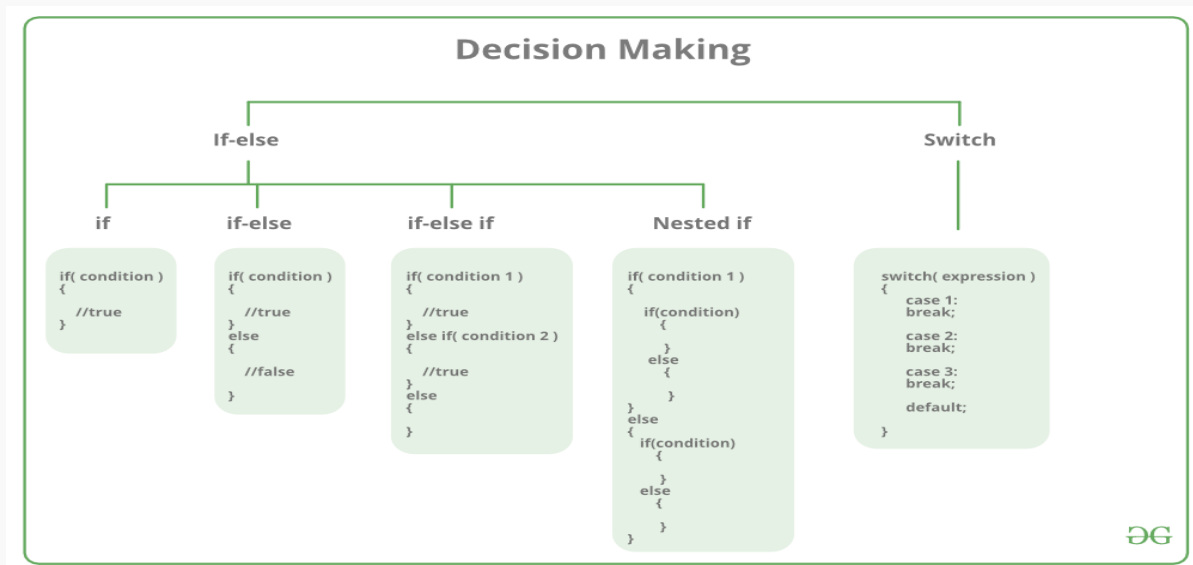 Decision Making
If-else
Switch
if
if-else
if-else if
Nested if
if( condition )
{
//true
}
if( condition )
{
//true
}
else
{
//false
}
if( condition 1 )
{
//true
}
else if( condition 2 )
{
//true
}
else
{
}
if( condition 1 )
{
if(condition)
{
}
else
{
}
}
else
{
if(condition)
{
}
else
{
}
}
switch( expression )
{
case 1:
break;
case 2:
break;
case 3:
break;
default;
}